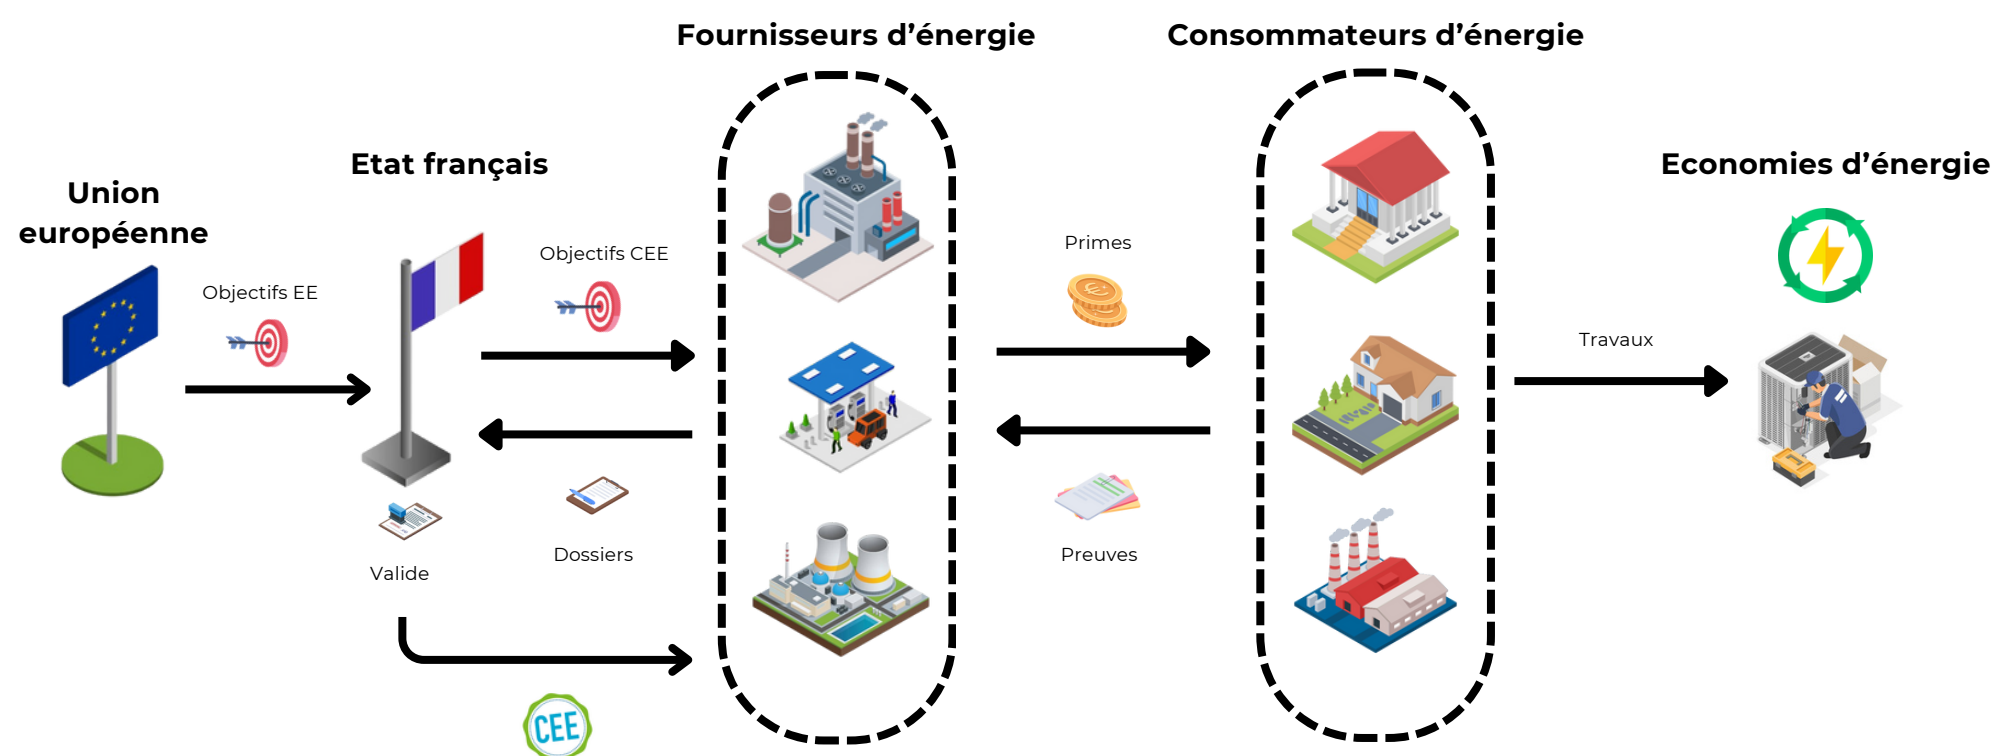 Fournisseurs d’énergie
Consommateurs d’énergie
Etat français
Economies d’énergie
Union
européenne
Primes
Objectifs CEE
Objectifs EE
Travaux
Dossiers
Preuves
Valide
CEE